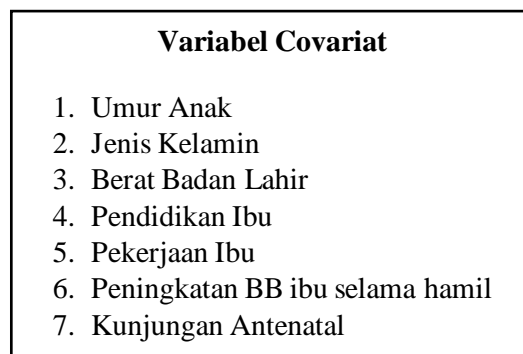 Variabel Covariat
1. Umur Anak
2. Jenis Kelamin
3. Berat Badan Lahir
4. Pendidikan Ibu
5. Pekerjaan Ibu
6. Peningkatan BB ibu selama hamil
7. Kunjungan Antenatal